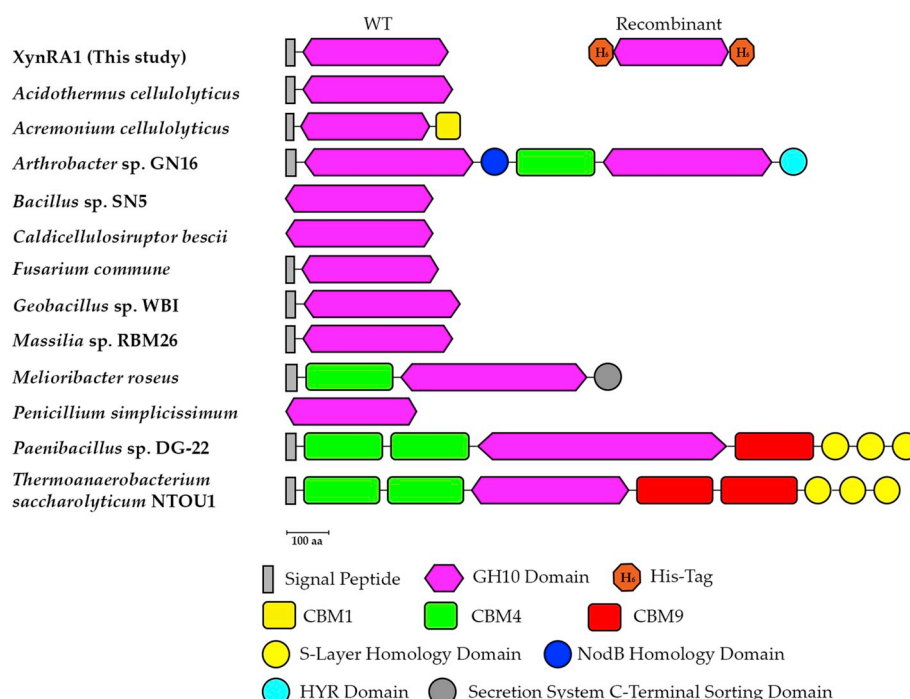 WT Recombinant
XynRA1 (This study) H₆ H₆
Acidothermus cellulolyticus
Acremonium cellulolyticus
Arthrobacter sp. GN16
Bacillus sp. SN5
Caldicellulosiruptor bescii
Fusarium commune
Geobacillus sp. WBI
Massilia sp. RBM26
Melioribacter roseus
Penicillium simplicissimum
Paenibacillus sp. DG-22
Thermoanaerobacterium
saccharolyticum NTOU1
100 aa
Signal Peptide GH10 Domain H₆ His-Tag
CBM1 CBM4 CBM9
S-Layer Homology Domain NodB Homology Domain
HYR Domain Secretion System C-Terminal Sorting Domain